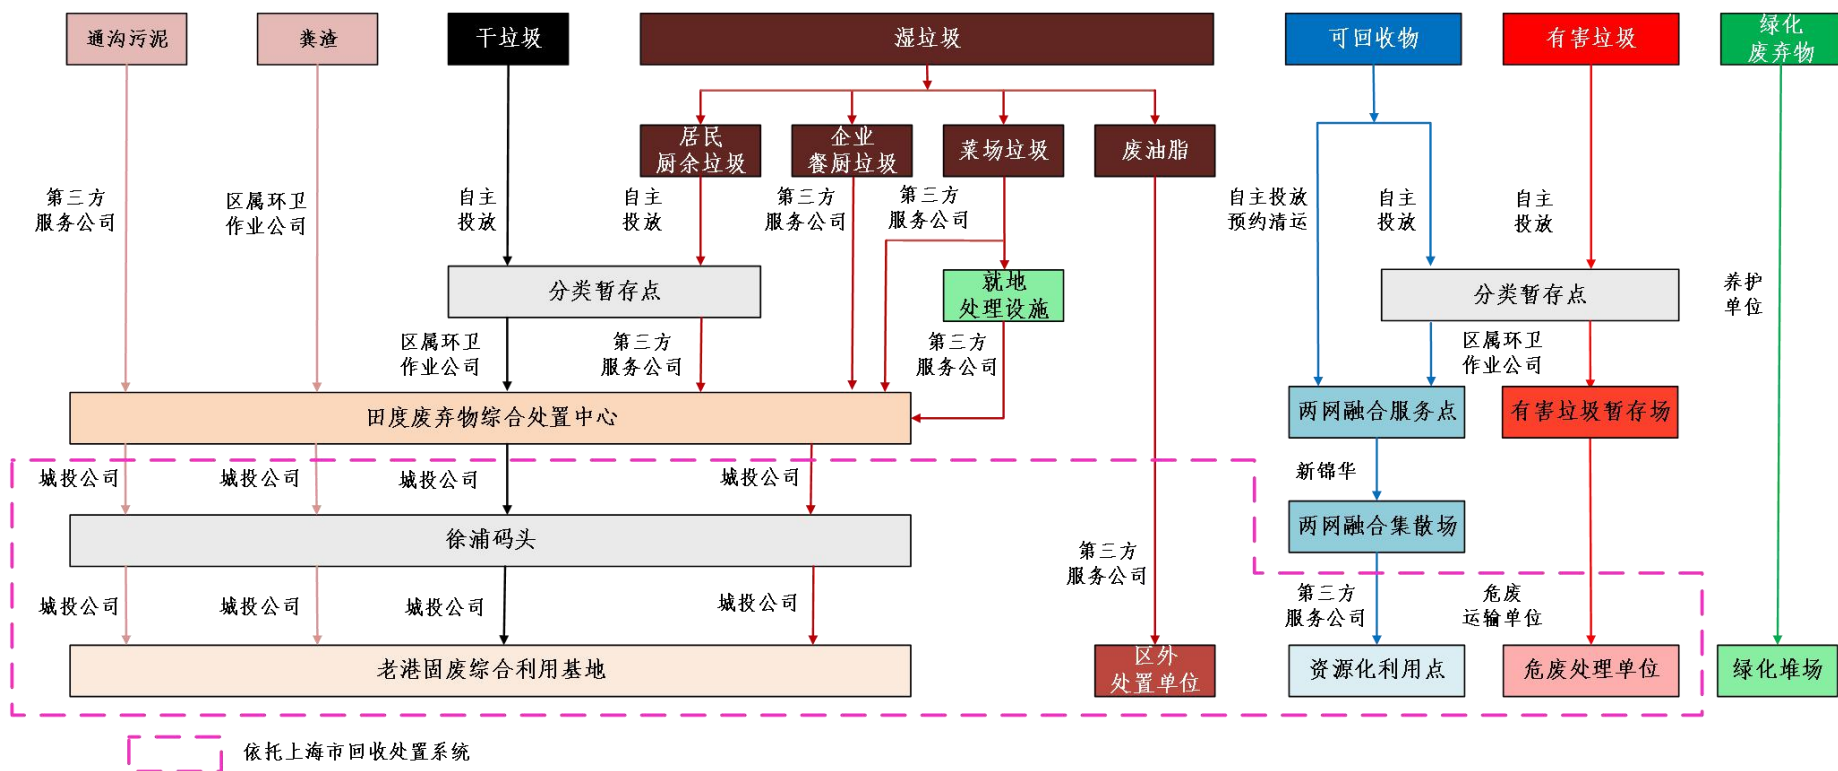 通沟污泥
粪渣
干垃圾
湿垃圾
可回收物
有害垃圾
绿化
废弃物
居民
厨余垃圾
企业
餐厨垃圾
菜场垃圾
废油脂
第三方
服务公司
区属环卫
作业公司
自主
投放
自主
投放
第三方
服务公司
第三方
服务公司
自主投放
预约清运
自主
投放
自主
投放
养护
单位
分类暂存点
就地
处理设施
分类暂存点
区属环卫
作业公司
第三方
服务公司
第三方
服务公司
区属环卫
作业公司
田度废弃物综合处置中心
两网融合服务点
有害垃圾暂存场
城投公司
城投公司
城投公司
城投公司
新锦华
徐浦码头
两网融合集散场
第三方
服务公司
城投公司
城投公司
城投公司
城投公司
第三方
服务公司
危废
运输单位
老港固废综合利用基地
区外
处置单位
资源化利用点
危废处理单位
绿化堆场
依托上海市回收处置系统